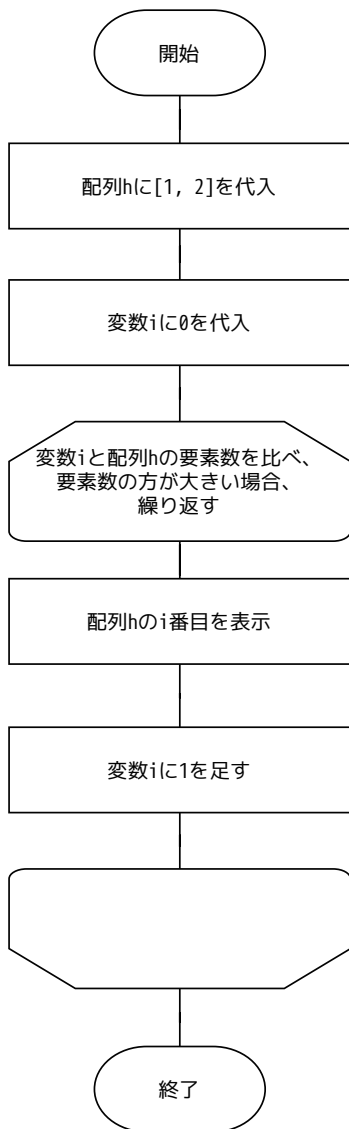 開始
配列hに[1, 2]を代入
変数iに0を代入
変数iと配列hの要素数を比べ、
要素数の方が大きい場合、
繰り返す
配列hのi番目を表示
変数iに1を足す
終了